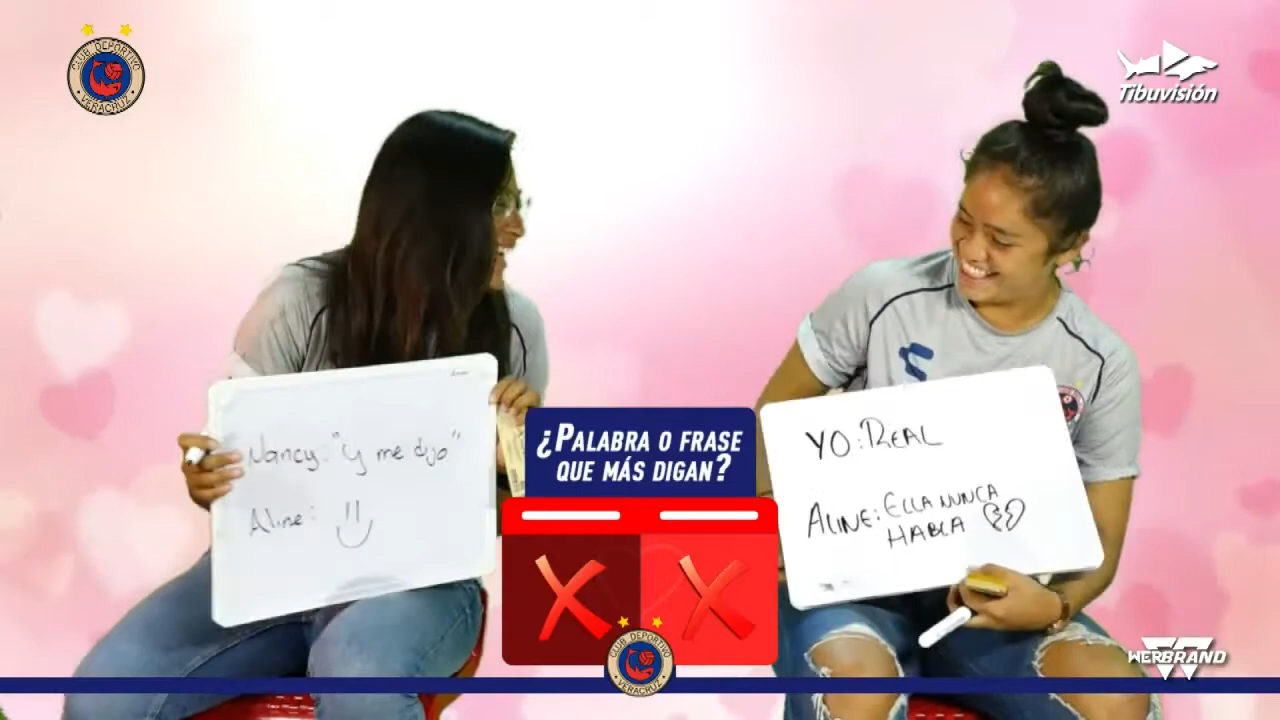 CLUB DEPORTIVO
VERACRUZ
Tibuvisión
Nancy: "y me dijo"
Aline:
¿PALABRA O FRASE
QUE MÁS DIGAN?
YO: REAL
ALINE: ELLA NUNCA
HABLA
CLUB DEPORTIVO
VERACRUZ
WERBRAND